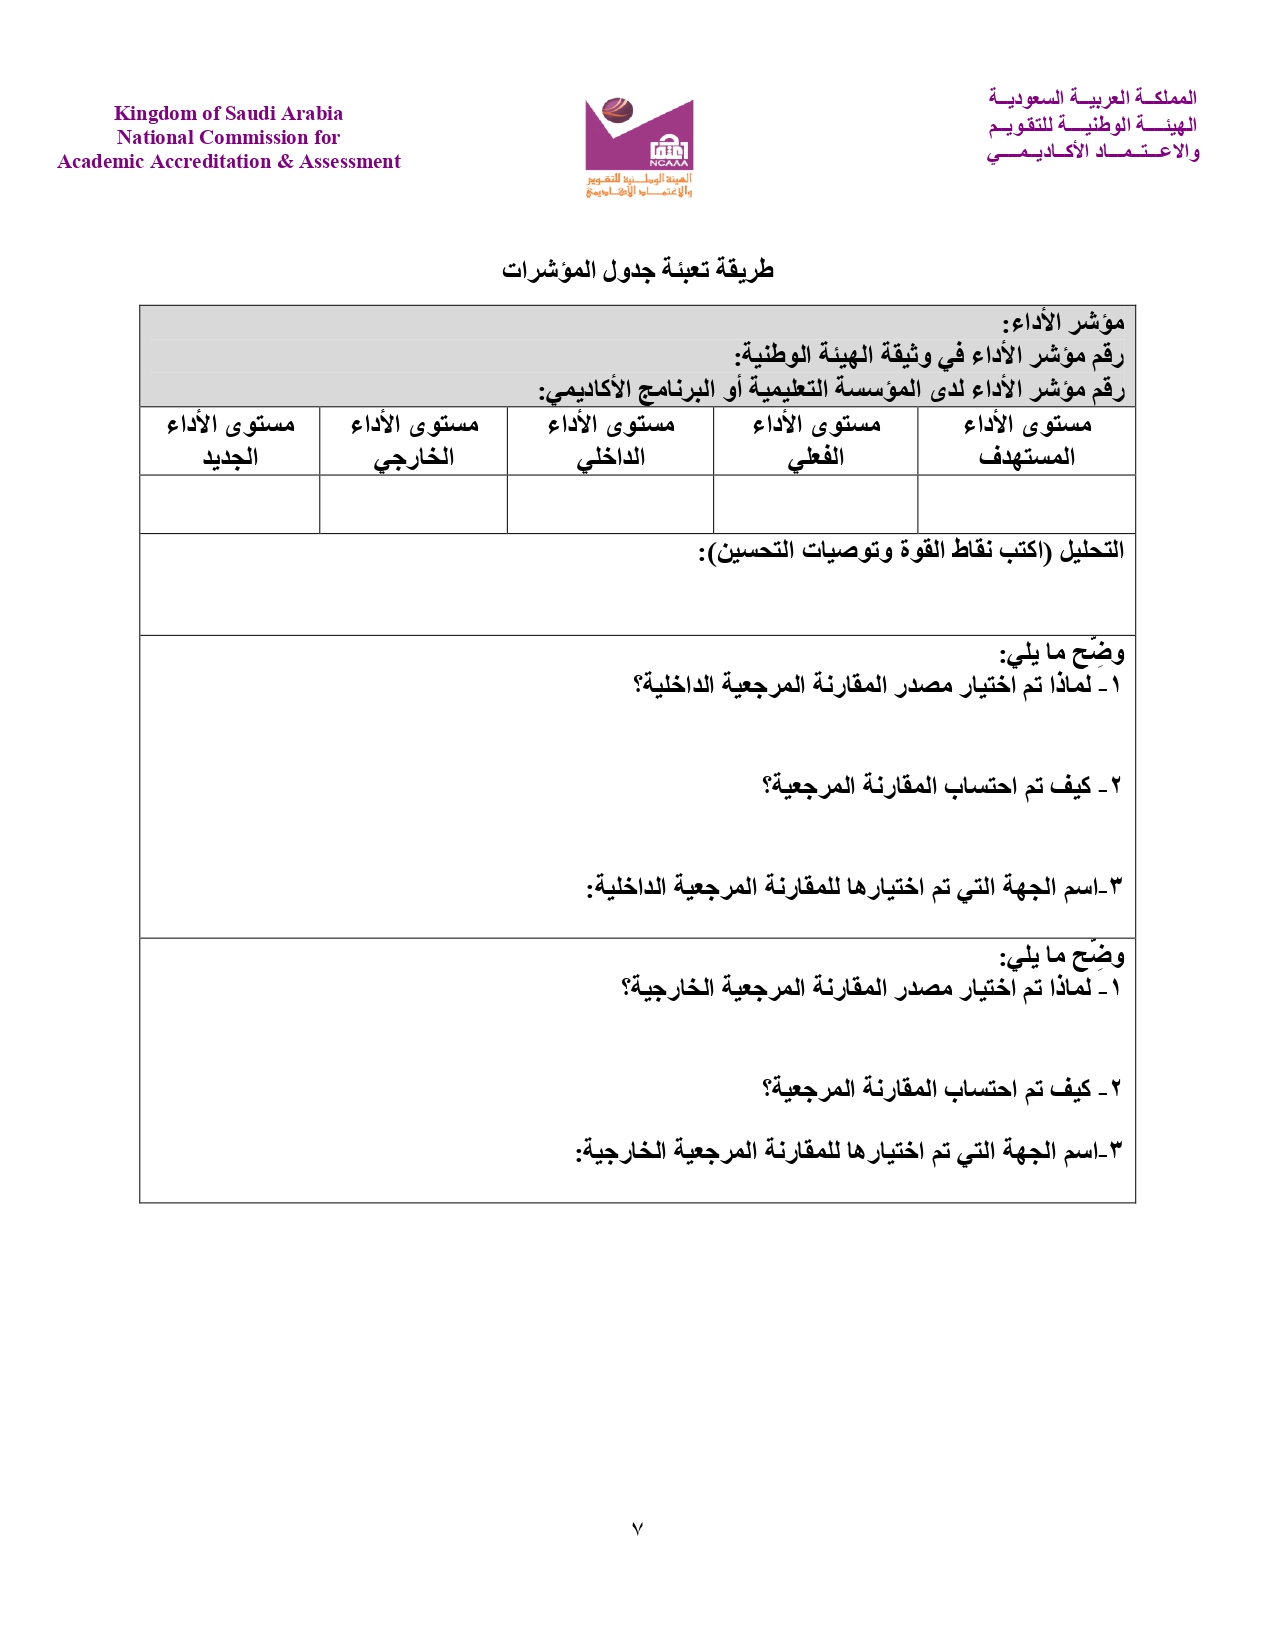 Kingdom of Saudi Arabia
National Commission for
Academic Accreditation & Assessment
المملكـة العربيـة السعوديـة
الهيئـــة الوطنيـــة للتقـويـم
والاعـتـمـاد الأكـاديـمـــي
اعتماد
NCAAA
الهيئة الوطنية للتقويم
والاعتماد الأكاديمي
طريقة تعبئة جدول المؤشرات
مؤشر الأداء:
رقم مؤشر الأداء في وثيقة الهيئة الوطنية:
رقم مؤشر الأداء لدى المؤسسة التعليمية أو البرنامج الأكاديمي:
مستوى الأداء المستهدف
مستوى الأداء الفعلي
مستوى الأداء الداخلي
مستوى الأداء الخارجي
مستوى الأداء الجديد
التحليل (اكتب نقاط القوة وتوصيات التحسين):
وضِّح ما يلي:
١- لماذا تم اختيار مصدر المقارنة المرجعية الداخلية؟
٢- كيف تم احتساب المقارنة المرجعية؟
٣-اسم الجهة التي تم اختيارها للمقارنة المرجعية الداخلية:
وضِّح ما يلي:
١- لماذا تم اختيار مصدر المقارنة المرجعية الخارجية؟
٢- كيف تم احتساب المقارنة المرجعية؟
٣-اسم الجهة التي تم اختيارها للمقارنة المرجعية الخارجية:
٧